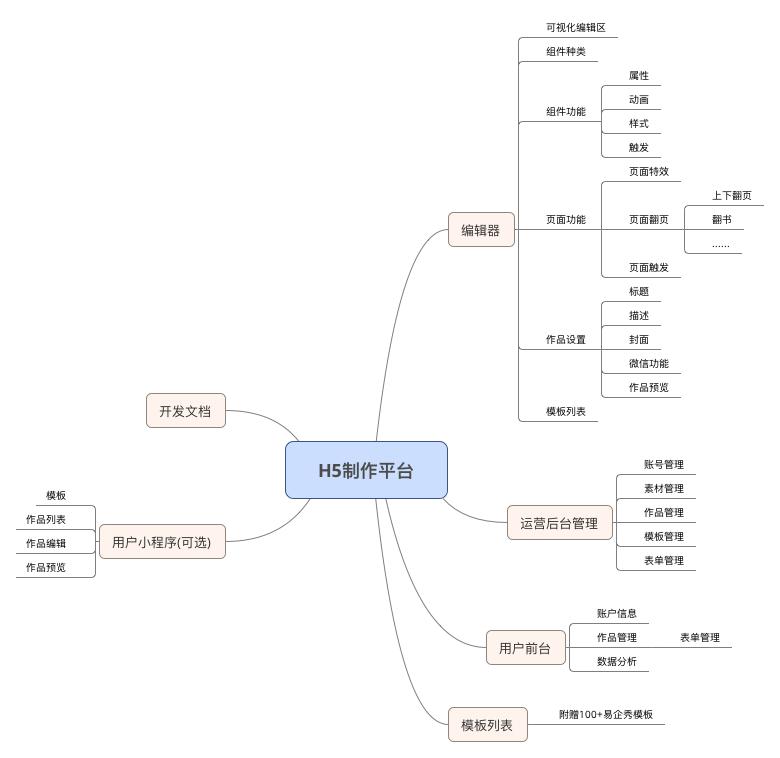 H5制作平台
编辑器
可视化编辑区
组件种类
组件功能
属性
动画
样式
触发
页面功能
页面特效
页面翻页
上下翻页
翻书
......
页面触发
作品设置
标题
描述
封面
微信功能
作品预览
模板列表
运营后台管理
账号管理
素材管理
作品管理
模板管理
表单管理
用户前台
账户信息
作品管理
表单管理
数据分析
模板列表
附赠100+易企秀模板
开发文档
用户小程序(可选)
模板
作品列表
作品编辑
作品预览